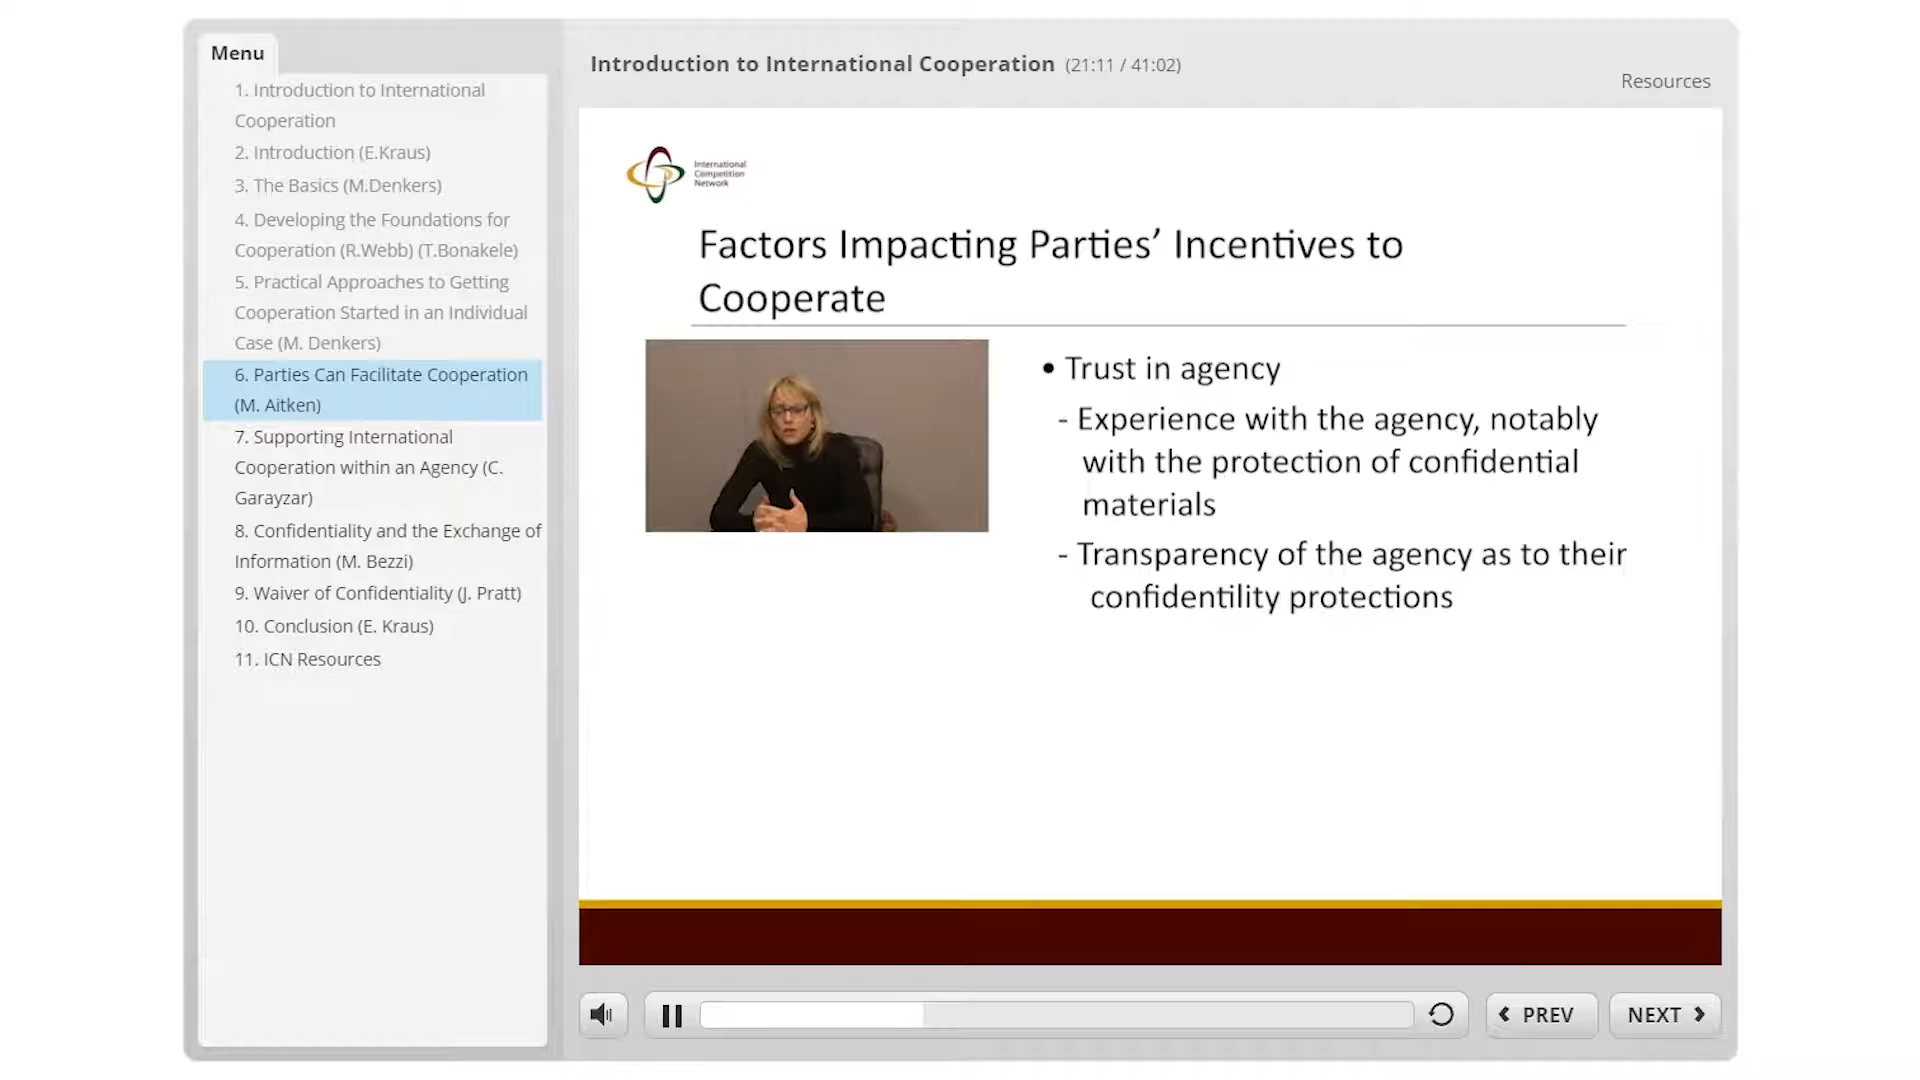 Menu
1. Introduction to International
Cooperation
2. Introduction (E.Kraus)
3. The Basics (M.Denkers)
4. Developing the Foundations for
Cooperation (R.Webb) (T.Bonakele)
5. Practical Approaches to Getting
Cooperation Started in an Individual
Case (M. Denkers)
6. Parties Can Facilitate Cooperation
(M. Aitken)
7. Supporting International
Cooperation within an Agency (C.
Garayzar)
8. Confidentiality and the Exchange of
Information (M. Bezzi)
9. Waiver of Confidentiality (J. Pratt)
10. Conclusion (E. Kraus)
11. ICN Resources
Introduction to International Cooperation (21:11 / 41:02)
Resources
International
Competition
Network
Factors Impacting Parties’ Incentives to
Cooperate
• Trust in agency
- Experience with the agency, notably
with the protection of confidential
materials
- Transparency of the agency as to their
confidentility protections
PREV
NEXT